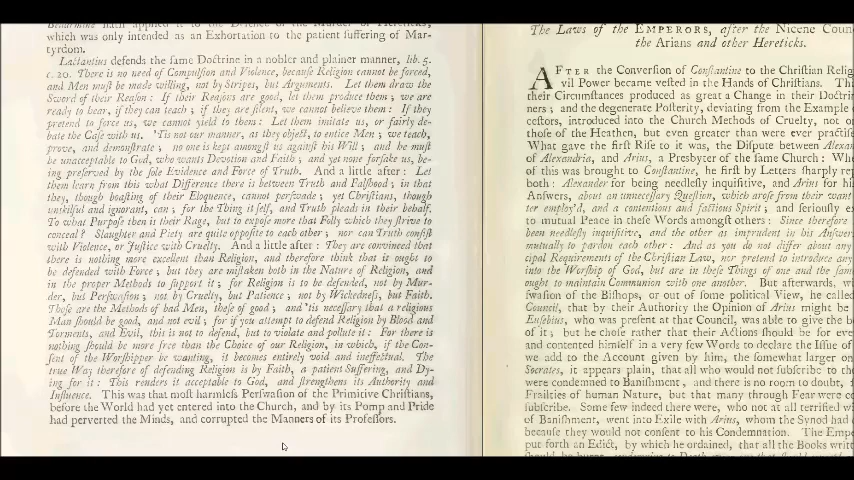 which was only intended as an Exhortation to the patient suffering of Mar-
tyrdom.
Lactantius defends the same Doctrine in a nobler and plainer manner, lib. 5.
c. 20. There is no need of Compulsion and Violence, because Religion cannot be forced,
and Men must be made willing, not by Stripes, but Arguments. Let them draw the
Sword of their Reason: If their Reasons are good, let them produce them; we are
ready to hear, if they can teach; if they are silent, we cannot believe them: If they
pretend to force us, we cannot yield to them: Let them imitate us, or fairly de-
bate the Case with us. 'Tis not our manner, as they object, to entice Men; we teach,
prove, and demonstrate; no one is kept amongst us against his Will; and he must
be unacceptable to God, who wants Devotion and Faith; and yet none forsake us, be-
ing preserved by the sole Evidence and Force of Truth. And a little after: Let
them learn from this what Difference there is between Truth and Falshood; in that
they, though boasting of their Eloquence, cannot perswade; yet Christians, though
unskilful and ignorant, can; for the Thing it self, and Truth pleads in their behalf.
To what Purpose then is their Rage, but to expose more that Folly which they strive to
conceal? Slaughter and Piety are quite opposite to each other; nor can Truth consist
with Violence, or Justice with Cruelty. And a little after: They are convinced that
there is nothing more excellent than Religion, and therefore think that it ought to
be defended with Force; but they are mistaken both in the Nature of Religion, and
in the proper Methods to support it; for Religion is to be defended, not by Mur-
der, but Perswasion; not by Cruelty, but Patience; not by Wickedness, but Faith.
Those are the Methods of bad Men, these of good; and 'tis necessary that a religious
Man should be good, and not evil; for if you attempt to defend Religion by Blood and
Torments, and Evil, this is not to defend, but to violate and pollute it: For there is
nothing should be more free than the Choice of our Religion, in which, if the Con-
sent of the Worshipper be wanting, it becomes entirely void and ineffectual. The
true Way therefore of defending Religion is by Faith, a patient Suffering, and Dy-
ing for it: This renders it acceptable to God, and strengthens its Authority and
Influence. This was that most harmless Perswasion of the Primitive Christians,
before the World had yet entered into the Church, and by its Pomp and Pride
had perverted the Minds, and corrupted the Manners of its Professors.
The Laws of the EMPERORS, after the Nicene
the Arians and other Hereticks.
AFTER the Conversion of Constantine to the Christian
vil Power became vested in the Hands of Christians.
their Circumstances produced as great a Change in their
ners; and the degenerate Posterity, deviating from the Example
cestors, introduced into the Church Methods of Cruelty, not
those of the Heathen, but even greater than were ever
What gave the first Rise to it was, the Dispute between
of Alexandria, and Arius, a Presbyter of the same Church:
of this was brought to Constantine, he first by Letters sharply
both: Alexander for being needlessly inquisitive, and Arius for
Answers, about an unnecessary Question, which arose from their want
ter employ'd, and a contentious and factious Spirit; and seriously
to mutual Peace in these Words amongst others: Since therefore
been needlessly inquisitive, and the other as imprudent in his
mutually to pardon each other: And as you do not differ about any
cipal Requirements of the Christian Law, nor pretend to introduce any
into the Worship of God, but are in these Things of one and the
ought to maintain Communion with one another. But afterwards,
swasion of the Bishops, or out of some political View, he
Council, that by their Authority the Opinion of Arius might be
Eusebius, who was present at that Council, was able to give the
of it; but he chose rather that their Actions should be for
and contented himself in a very few Words to declare the Issue of
we add to the Account given by him, the somewhat larger
Socrates, it appears plain, that all who would not subscribe to
were condemned to Banishment, and there is no room to doubt,
Frailties of human Nature, but that many through Fear were
subscribe. Some few indeed there were, who not at all terrified
of Banishment, went into Exile with Arius, whom the Synod had
because they would not consent to his Condemnation. The
put forth an Edict, by which he ordained, that all the Books